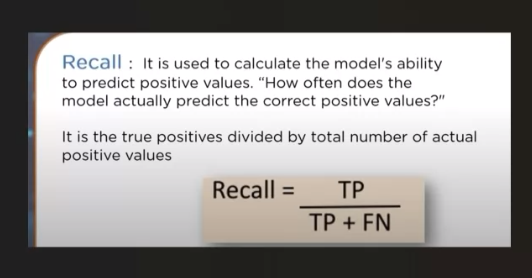 Recall : It is used to calculate the model's ability
to predict positive values. "How often does the
model actually predict the correct positive values?"
It is the true positives divided by total number of actual
positive values
Recall = TP
TP + FN